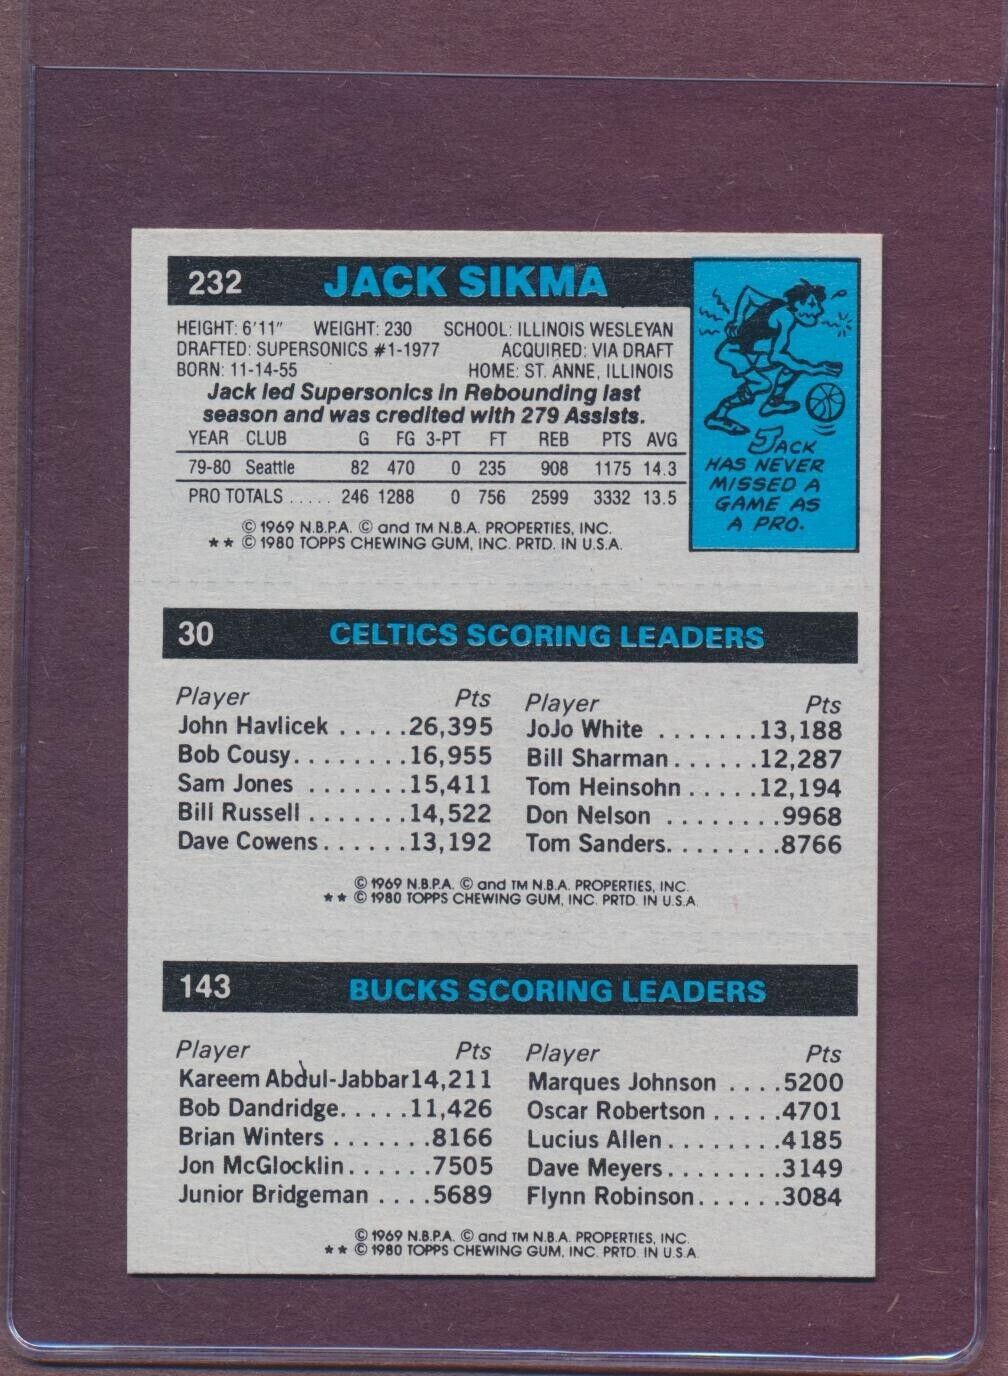 232 JACK SIKMA
HEIGHT: 6'11" WEIGHT: 230 SCHOOL: ILLINOIS WESLEYAN
DRAFTED: SUPERSONICS #1-1977 ACQUIRED: VIA DRAFT
BORN: 11-14-55 HOME: ST. ANNE, ILLINOIS
Jack led Supersonics in Rebounding last
season and was credited with 279 Assists.
YEAR CLUB G FG 3-PT FT REB PTS AVG
79-80 Seattle 82 470 0 235 908 1175 14.3
PRO TOTALS ..... 246 1288 0 756 2599 3332 13.5
© 1969 N.B.P.A. © and TM N.B.A. PROPERTIES, INC.
** © 1980 TOPPS CHEWING GUM, INC. PRTD. IN U.S.A.
JACK
HAS NEVER
MISSED A
GAME AS
A PRO.
30 CELTICS SCORING LEADERS
Player Pts Player Pts
John Havlicek .....26,395 JoJo White .......13,188
Bob Cousy........16,955 Bill Sharman......12,287
Sam Jones .......15,411 Tom Heinsohn .....12,194
Bill Russell .......14,522 Don Nelson ........9968
Dave Cowens......13,192 Tom Sanders........8766
© 1969 N.B.P.A. © and TM N.B.A. PROPERTIES, INC.
** © 1980 TOPPS CHEWING GUM, INC. PRTD. IN U.S.A.
143 BUCKS SCORING LEADERS
Player Pts Player Pts
Kareem Abdul-Jabbar14,211 Marques Johnson ....5200
Bob Dandridge.....11,426 Oscar Robertson .....4701
Brian Winters .......8166 Lucius Allen........4185
Jon McGlocklin......7505 Dave Meyers........3149
Junior Bridgeman ....5689 Flynn Robinson......3084
© 1969 N.B.P.A. © and TM N.B.A. PROPERTIES, INC.
** © 1980 TOPPS CHEWING GUM, INC. PRTD. IN U.S.A.